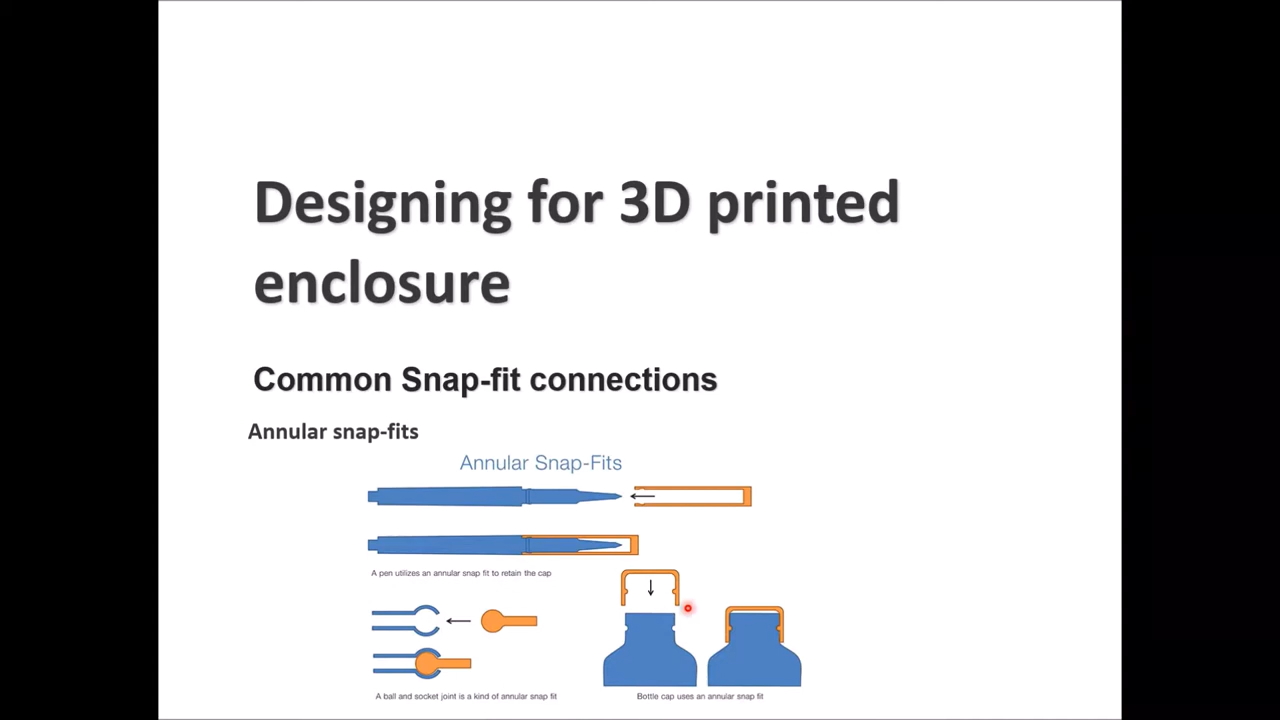 Designing for 3D printed
enclosure
Common Snap-fit connections
Annular snap-fits
Annular Snap-Fits
A pen utilizes an annular snap fit to retain the cap
A ball and socket joint is a kind of annular snap fit
Bottle cap uses an annular snap fit